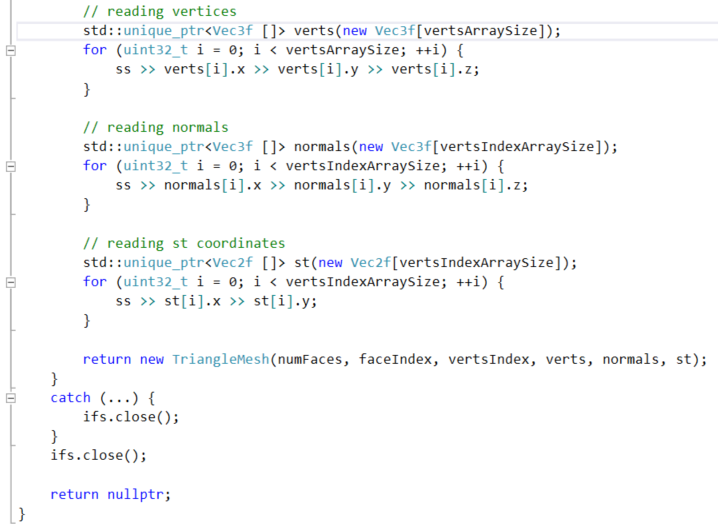 // reading vertices
std::unique_ptr<Vec3f []> verts(new Vec3f[vertsArraySize]);
for (uint32_t i = 0; i < vertsArraySize; ++i) {
ss >> verts[i].x >> verts[i].y >> verts[i].z;
}
// reading normals
std::unique_ptr<Vec3f []> normals(new Vec3f[vertsIndexArraySize]);
for (uint32_t i = 0; i < vertsIndexArraySize; ++i) {
ss >> normals[i].x >> normals[i].y >> normals[i].z;
}
// reading st coordinates
std::unique_ptr<Vec2f []> st(new Vec2f[vertsIndexArraySize]);
for (uint32_t i = 0; i < vertsIndexArraySize; ++i) {
ss >> st[i].x >> st[i].y;
}
return new TriangleMesh(numFaces, faceIndex, vertsIndex, verts, normals, st);
}
catch (...) {
ifs.close();
}
ifs.close();
return nullptr;
}